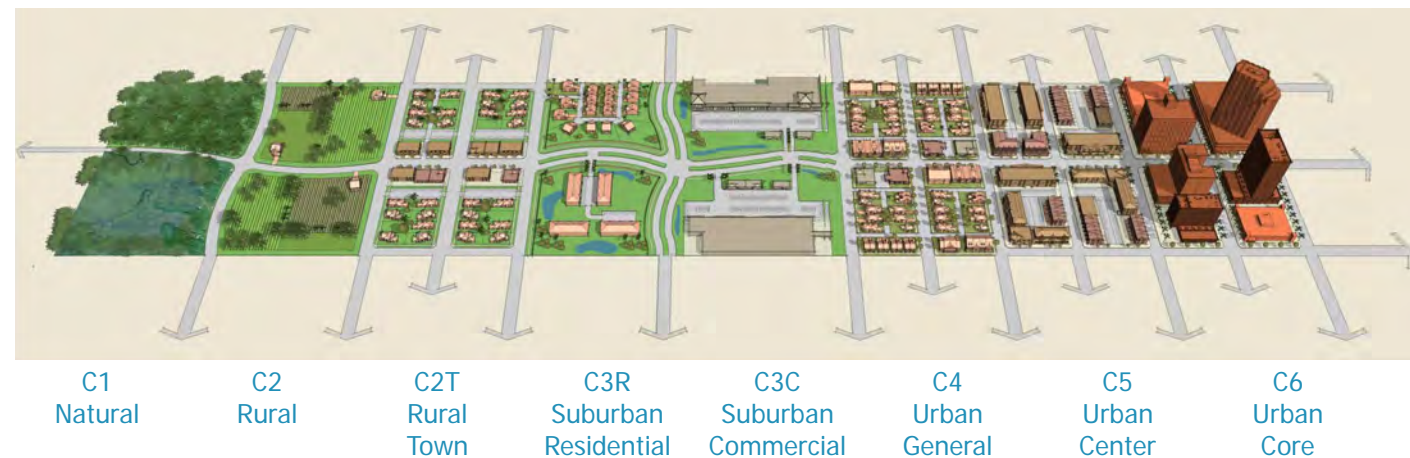 C1
Natural
C2
Rural
C2T
Rural
Town
C3R
Suburban
Residential
C3C
Suburban
Commercial
C4
Urban
General
C5
Urban
Center
C6
Urban
Core